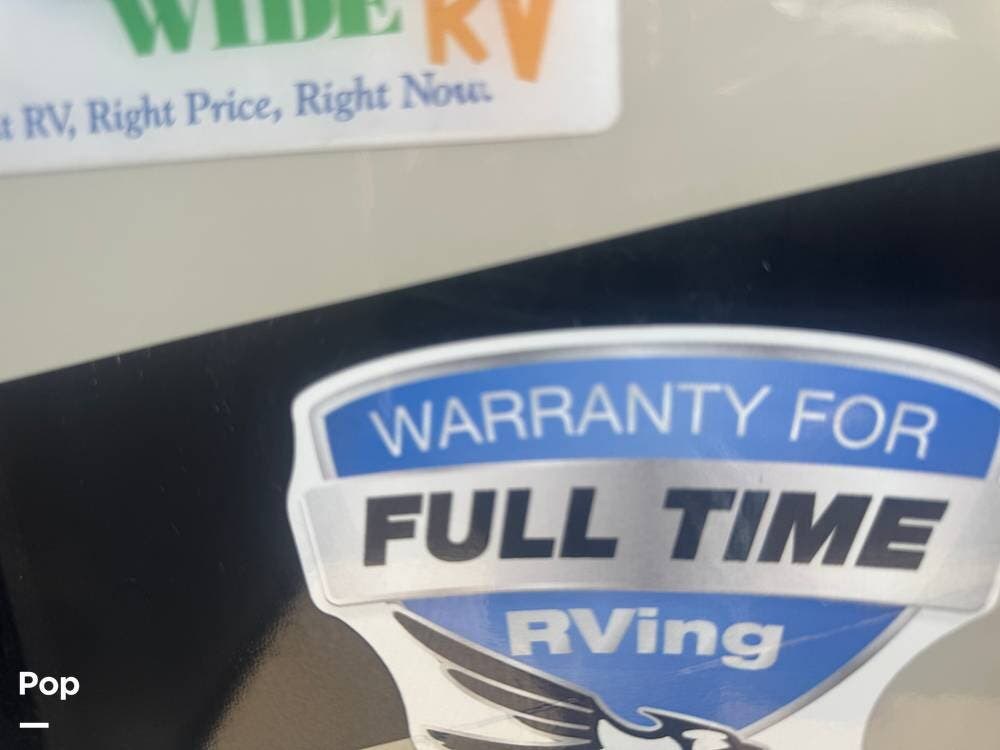 WIDE RV
t RV, Right Price, Right Now.
WARRANTY FOR
FULL TIME
RVing
Pop